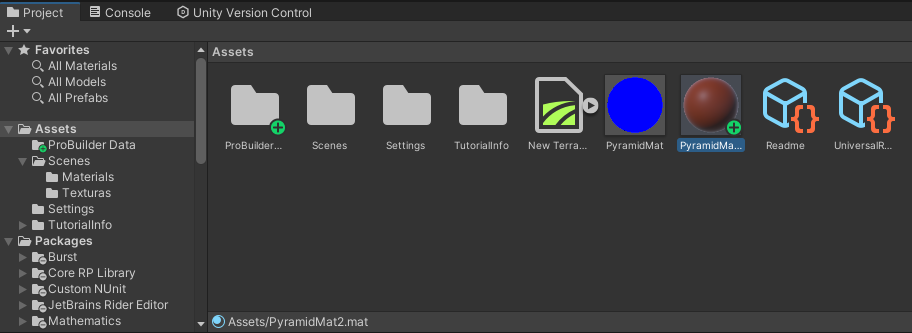 Project Console Unity Version Control
Favorites
All Materials
All Models
All Prefabs
Assets
ProBuilder Data
Scenes
Materials
Texturas
Settings
TutorialInfo
Packages
Burst
Core RP Library
Custom NUnit
JetBrains Rider Editor
Mathematics
Assets
ProBuilder... Scenes Settings TutorialInfo New Terra... PyramidMat PyramidMa... Readme UniversalR...
Assets/PyramidMat2.mat